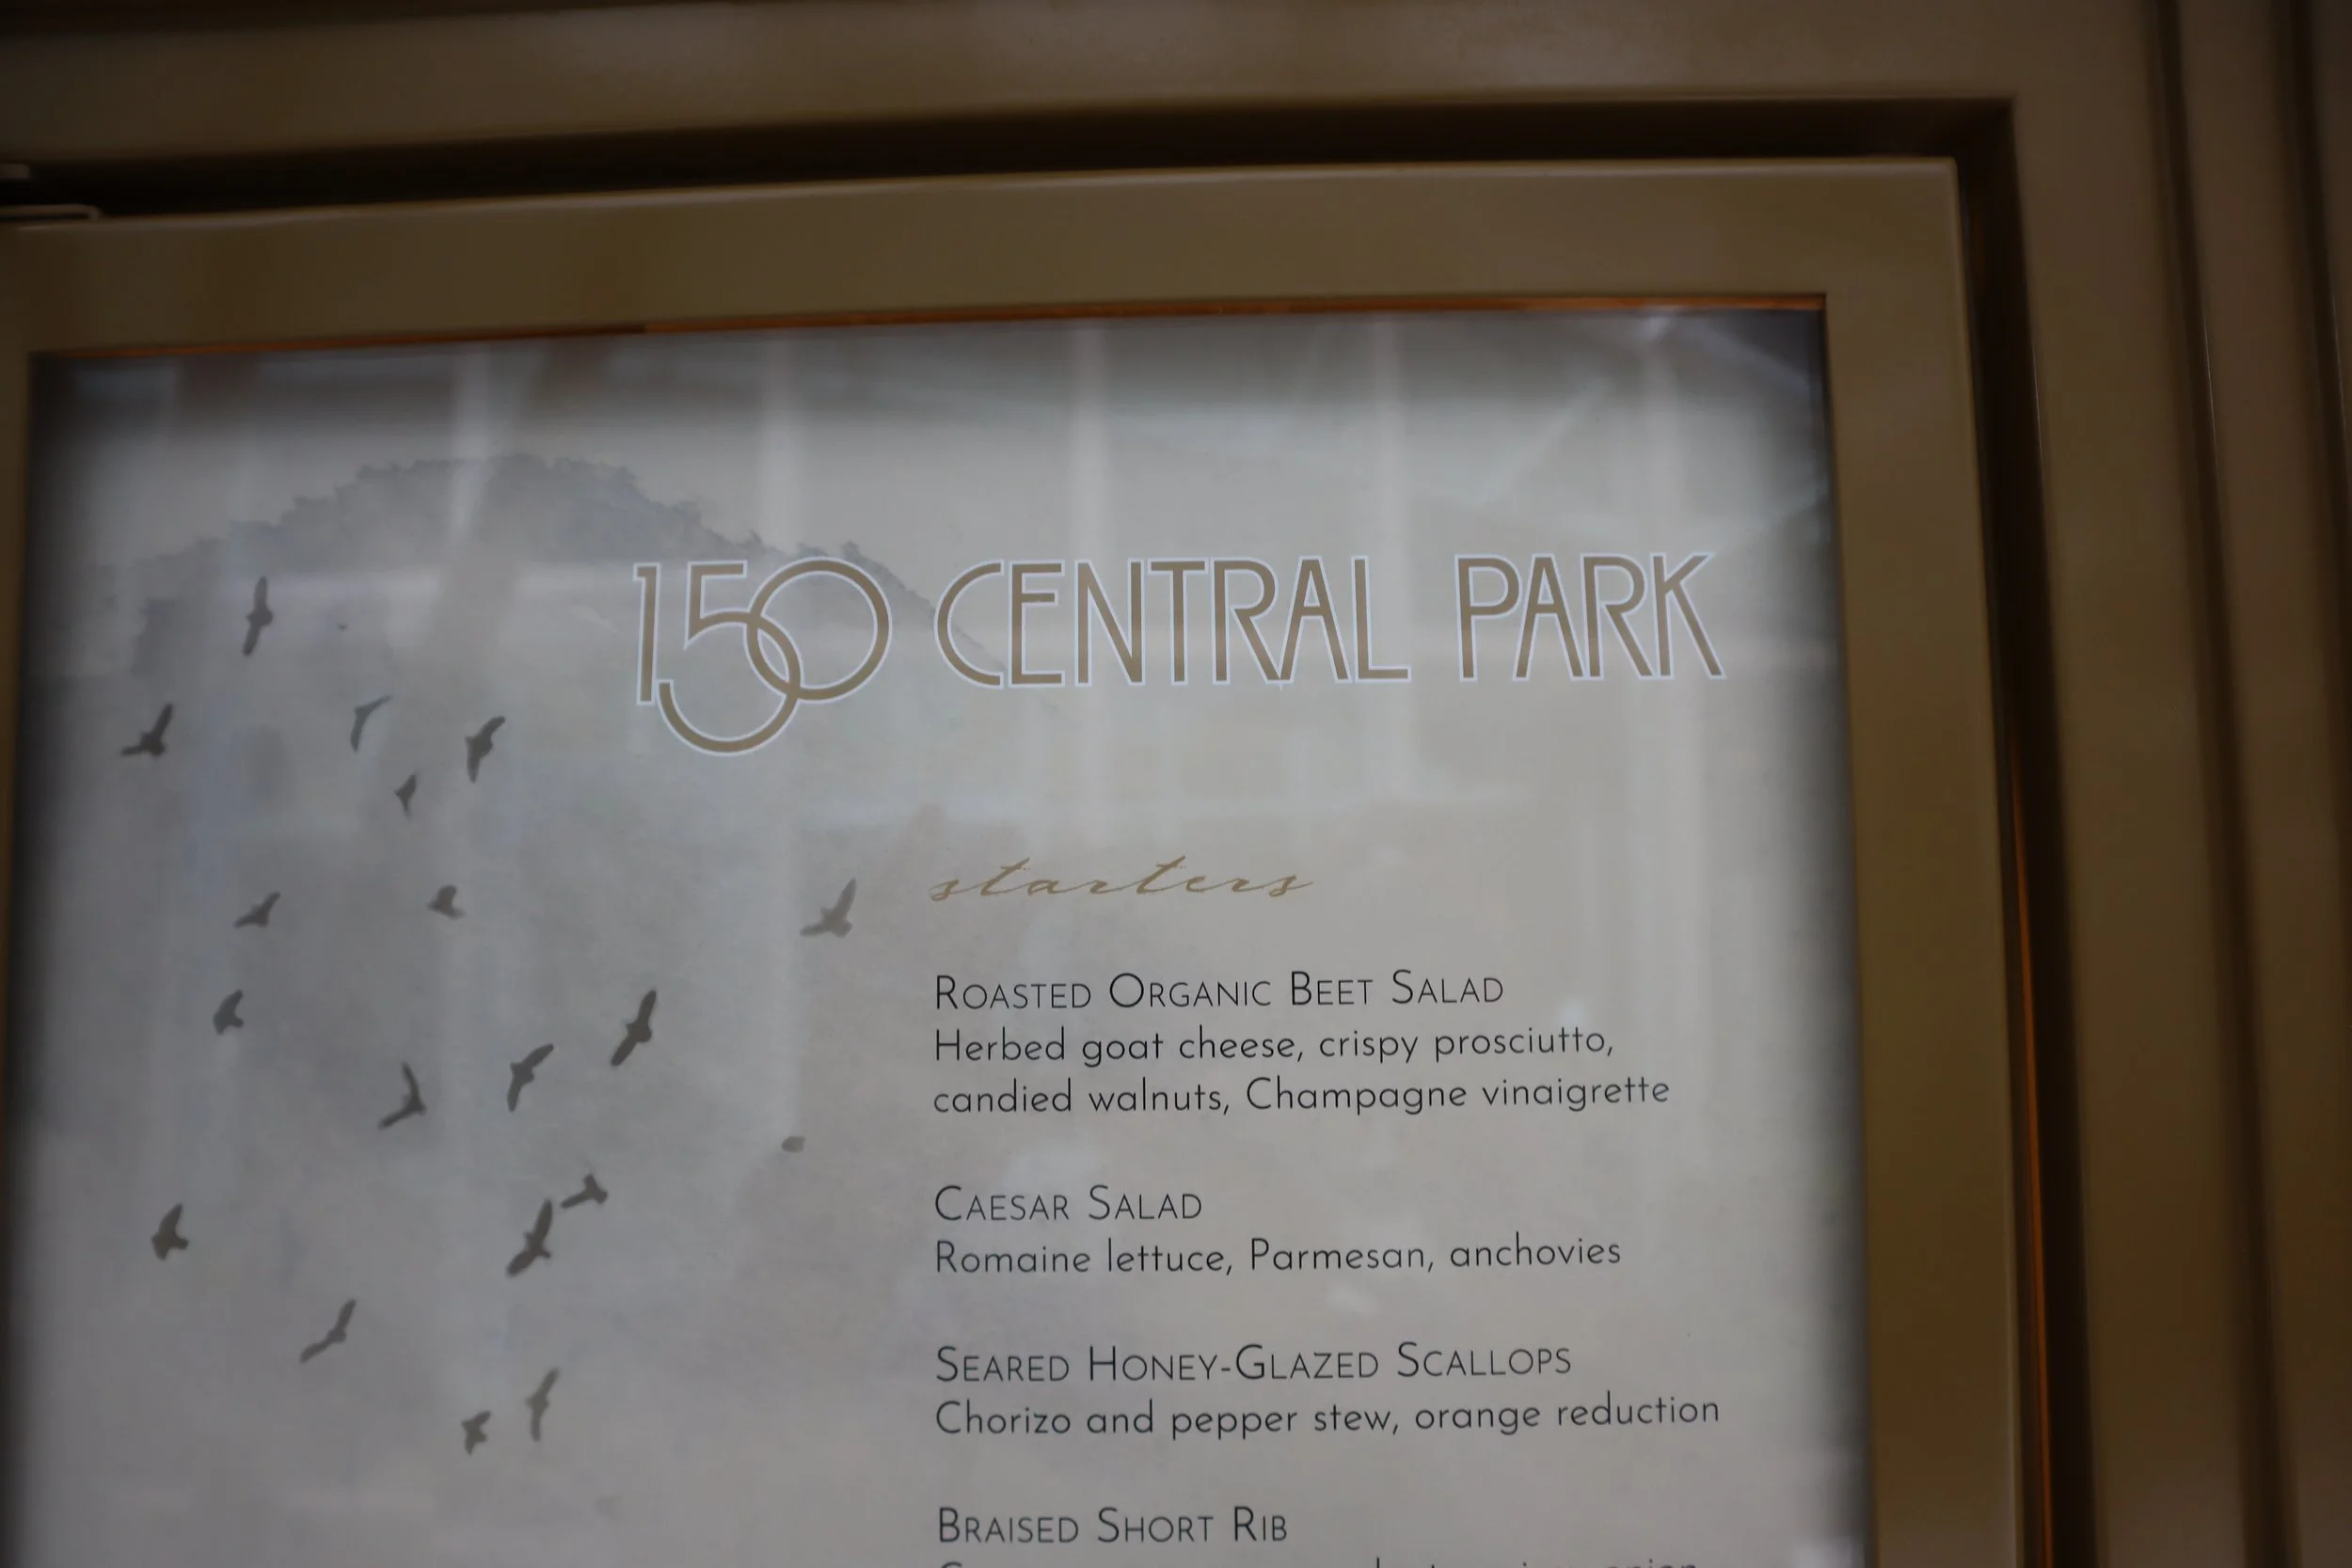 150 CENTRAL PARK
starters
ROASTED ORGANIC BEET SALAD
Herbed goat cheese, crispy prosciutto,
candied walnuts, Champagne vinaigrette
CAESAR SALAD
Romaine lettuce, Parmesan, anchovies
SEARED HONEY-GLAZED SCALLOPS
Chorizo and pepper stew, orange reduction
BRAISED SHORT RIB